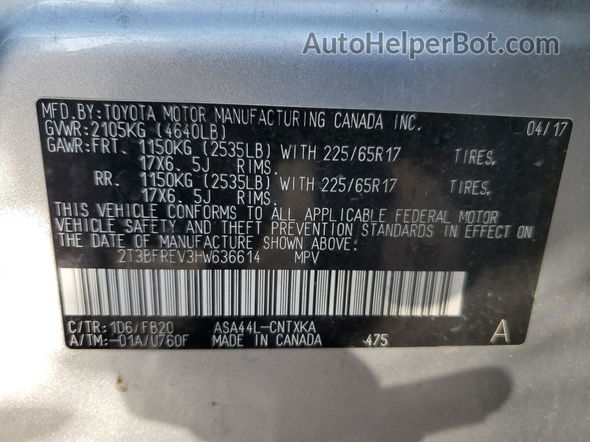 AutoHelperBot.com
MFD.BY:TOYOTA MOTOR MANUFACTURING CANADA INC. 04/17
GVWR:2105KG (4640LB)
GAWR:FRT. 1150KG (2535LB) WITH 225/65R17 TIRES,
17X6. 5J RIMS.
RR. 1150KG (2535LB) WITH 225/65R17 TIRES,
17X6. 5J RIMS.
THIS VEHICLE CONFORMS TO ALL APPLICABLE FEDERAL MOTOR
VEHICLE SAFETY AND THEFT PREVENTION STANDARDS IN EFFECT ON
THE DATE OF MANUFACTURE SHOWN ABOVE.
2T3BFREV3HW636614 MPV
C/TR:1D6/FB20 ASA44L-CNTXKA A
A/TM:-01A/U760F MADE IN CANADA 475